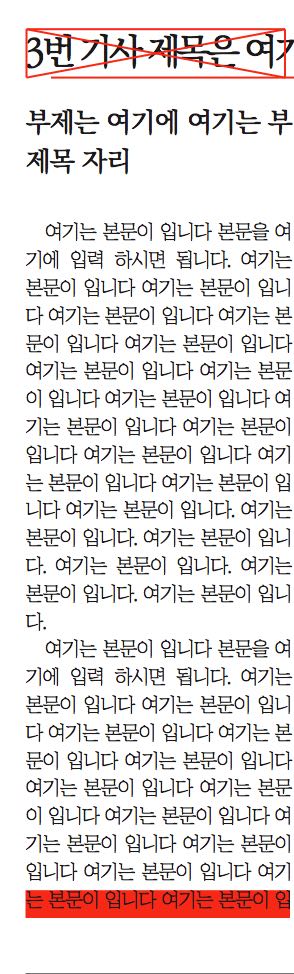 3번 기사 제목은 여기
부제는 여기에 여기는 부
제목 자리
여기는 본문이 입니다 본문을 여
기에 입력 하시면 됩니다. 여기는
본문이 입니다 여기는 본문이 입니
다 여기는 본문이 입니다 여기는 본
문이 입니다 여기는 본문이 입니다
여기는 본문이 입니다 여기는 본문
이 입니다 여기는 본문이 입니다 여
기는 본문이 입니다 여기는 본문이
입니다 여기는 본문이 입니다 여기
는 본문이 입니다 여기는 본문이 입
니다 여기는 본문이 입니다. 여기는
본문이 입니다. 여기는 본문이 입니
다. 여기는 본문이 입니다. 여기는
본문이 입니다. 여기는 본문이 입니
다.
여기는 본문이 입니다 본문을 여
기에 입력 하시면 됩니다. 여기는
본문이 입니다 여기는 본문이 입니
다 여기는 본문이 입니다 여기는 본
문이 입니다 여기는 본문이 입니다
여기는 본문이 입니다 여기는 본문
이 입니다 여기는 본문이 입니다 여
기는 본문이 입니다 여기는 본문이
입니다 여기는 본문이 입니다 여기
는 본문이 입니다 여기는 본문이 입